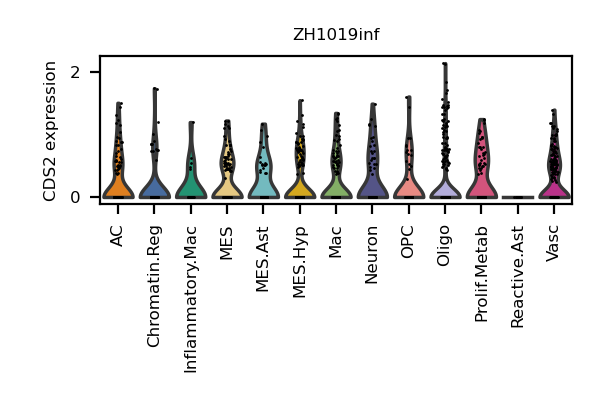 ZH1019inf
CDS2 expression
2
0
AC
Chromatin.Reg
Inflammatory.Mac
MES
MES.Ast
MES.Hyp
Mac
Neuron
OPC
Oligo
Prolif.Metab
Reactive.Ast
Vasc